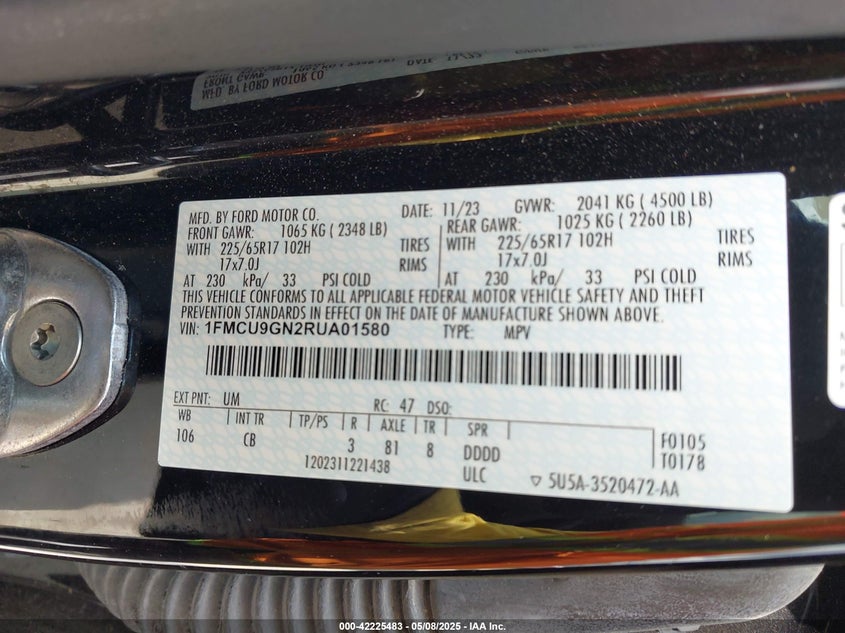 MFD. BY FORD MOTOR CO.
DATE: 11/23 GVWR: 2041 KG ( 4500 LB)
FRONT GAWR: 1065 KG ( 2348 LB)
REAR GAWR: 1025 KG ( 2260 LB)
WITH 225/65R17 102H TIRES
WITH 225/65R17 102H TIRES
17x7.0J RIMS
17x7.0J RIMS
AT 230 kPa/ 33 PSI COLD
AT 230 kPa/ 33 PSI COLD
THIS VEHICLE CONFORMS TO ALL APPLICABLE FEDERAL MOTOR VEHICLE SAFETY AND THEFT
PREVENTION STANDARDS IN EFFECT ON THE DATE OF MANUFACTURE SHOWN ABOVE.
VIN: 1FMCU9GN2RUA01580 TYPE: MPV
EXT PNT: UM RC: 47 DSO:
WB INT TR TP/PS R AXLE TR SPR
106 CB 3 81 8 DDDD F0105
1202311221438 ULC T0178
5U5A-3520472-AA
000-42225483 - 05/08/2025 - IAA Inc.